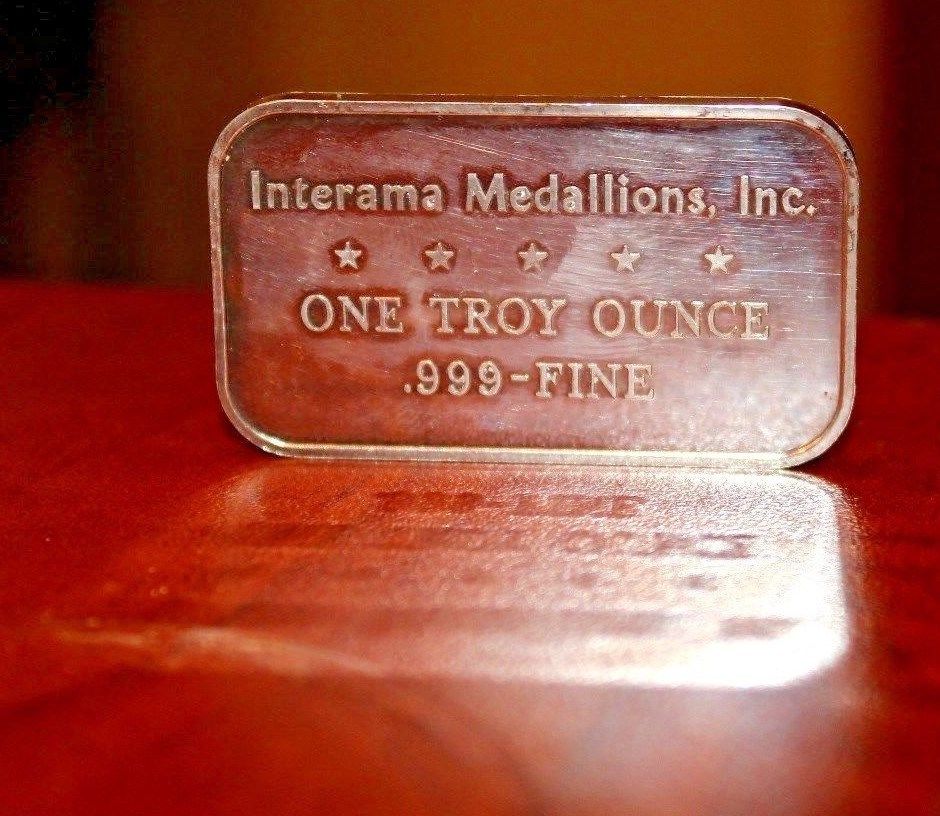 Interama Medallions, Inc.
ONE TROY OUNCE
.999-FINE